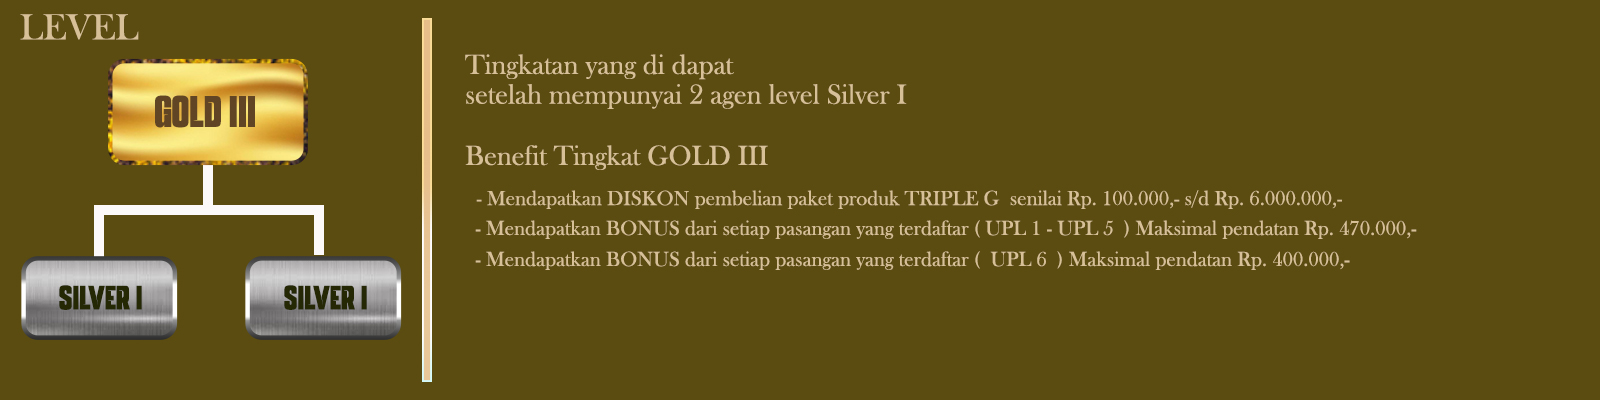 LEVEL
GOLD III
SILVER I
SILVER I
Tingkatan yang di dapat
setelah mempunyai 2 agen level Silver I
Benefit Tingkat GOLD III
- Mendapatkan DISKON pembelian paket produk TRIPLE G senilai Rp. 100.000,- s/d Rp. 6.000.000,-
- Mendapatkan BONUS dari setiap pasangan yang terdaftar ( UPL 1 - UPL 5 ) Maksimal pendatan Rp. 470.000,-
- Mendapatkan BONUS dari setiap pasangan yang terdaftar ( UPL 6 ) Maksimal pendatan Rp. 400.000,-